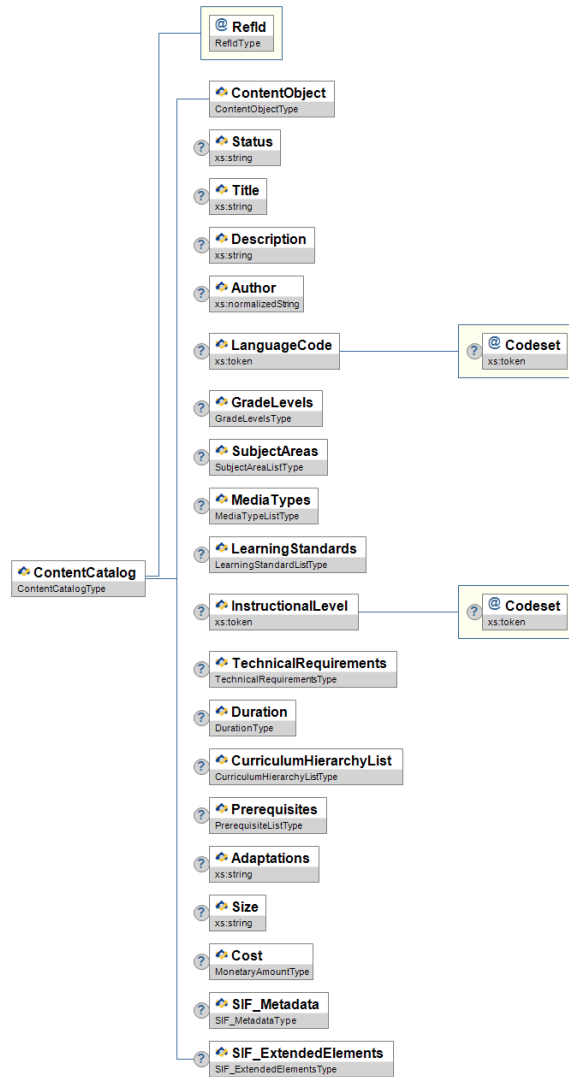 @ RefId
RefIdType
ContentObject
ContentObjectType
? Status
xs:string
? Title
xs:string
? Description
xs:string
? Author
xs:normalizedString
? LanguageCode
xs:token
? @ Codeset
xs:token
? GradeLevels
GradeLevelsType
? SubjectAreas
SubjectAreaListType
? MediaTypes
MediaTypeListType
? LearningStandards
LearningStandardListType
ContentCatalog
ContentCatalogType
? InstructionalLevel
xs:token
? @ Codeset
xs:token
? TechnicalRequirements
TechnicalRequirementsType
? Duration
DurationType
? CurriculumHierarchyList
CurriculumHierarchyListType
? Prerequisites
PrerequisiteListType
? Adaptations
xs:string
? Size
xs:string
? Cost
MonetaryAmountType
? SIF_Metadata
SIF_MetadataType
? SIF_ExtendedElements
SIF_ExtendedElementsType